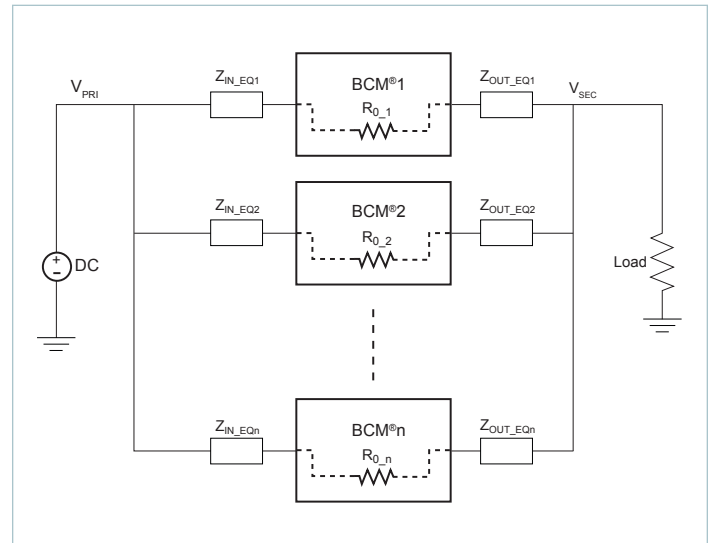 V_PRI
Z_IN_EQ1
BCM®1
R_0_1
Z_OUT_EQ1
V_SEC
Z_IN_EQ2
BCM®2
R_0_2
Z_OUT_EQ2
+
-
DC
Load
Z_IN_EQn
BCM®n
R_0_n
Z_OUT_EQn